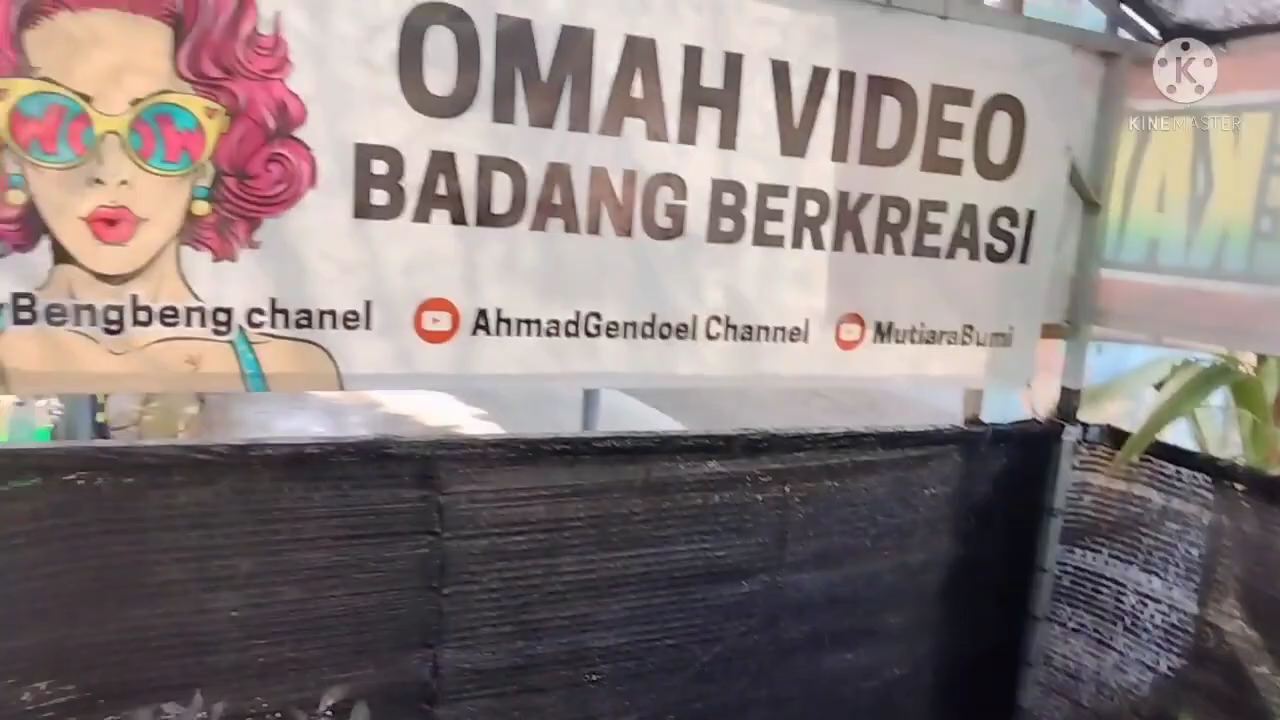 OMAH VIDEO
BADANG BERKREASI
Bengbeng chanel AhmadGendoel Channel MutiaraBumi
K
KINEMASTER